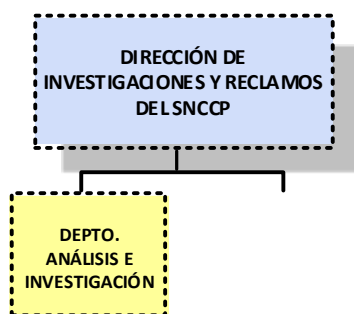 DIRECCIÓN DE
INVESTIGACIONES Y RECLAMOS
DEL SNCCP
DEPTO.
ANÁLISIS E
INVESTIGACIÓN